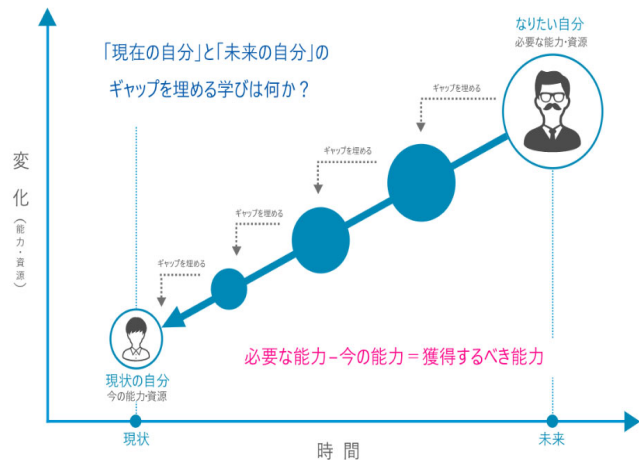 なりたい自分
必要な能力・資源
「現在の自分」と「未来の自分」の
ギャップを埋める学びは何か？
ギャップを埋める
ギャップを埋める
ギャップを埋める
ギャップを埋める
変化（能力・資源）
必要な能力−今の能力＝獲得するべき能力
現状の自分
今の能力・資源
現状
未来
時間